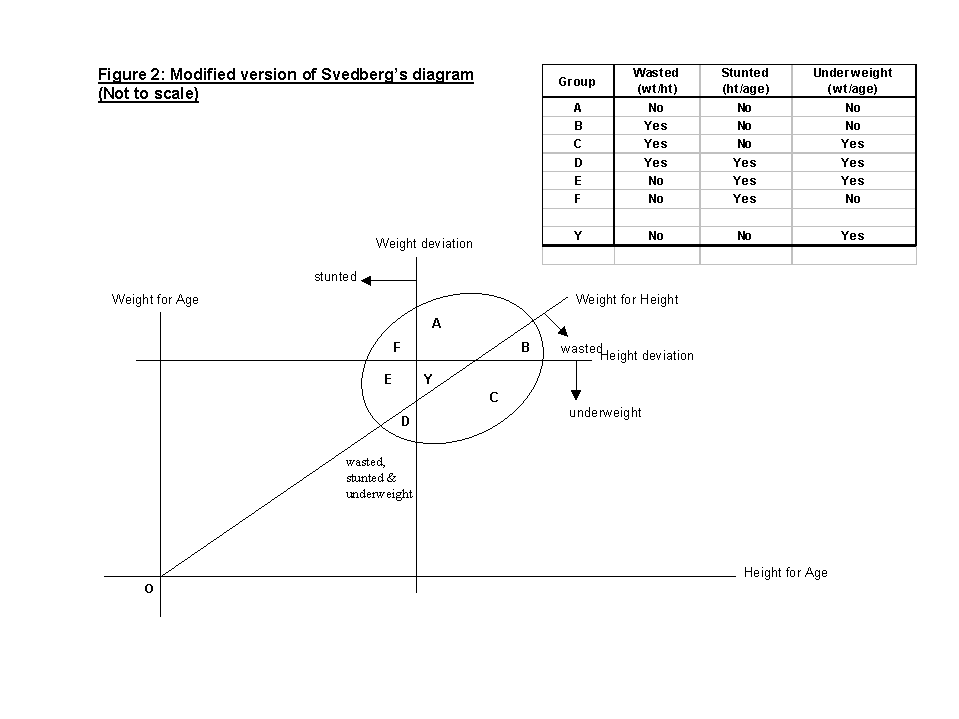 Figure 2: Modified version of Svedberg's diagram
(Not to scale)
Group Wasted (wt/ht) Stunted (ht/age) Underweight (wt/age)
A No No No
B Yes No No
C Yes No Yes
D Yes Yes Yes
E No Yes Yes
F No Yes No
Y No No Yes
Weight deviation
stunted
Weight for Age
Weight for Height
A
F
B
wasted
Height deviation
E
Y
C
underweight
D
wasted,
stunted &
underweight
Height for Age
O